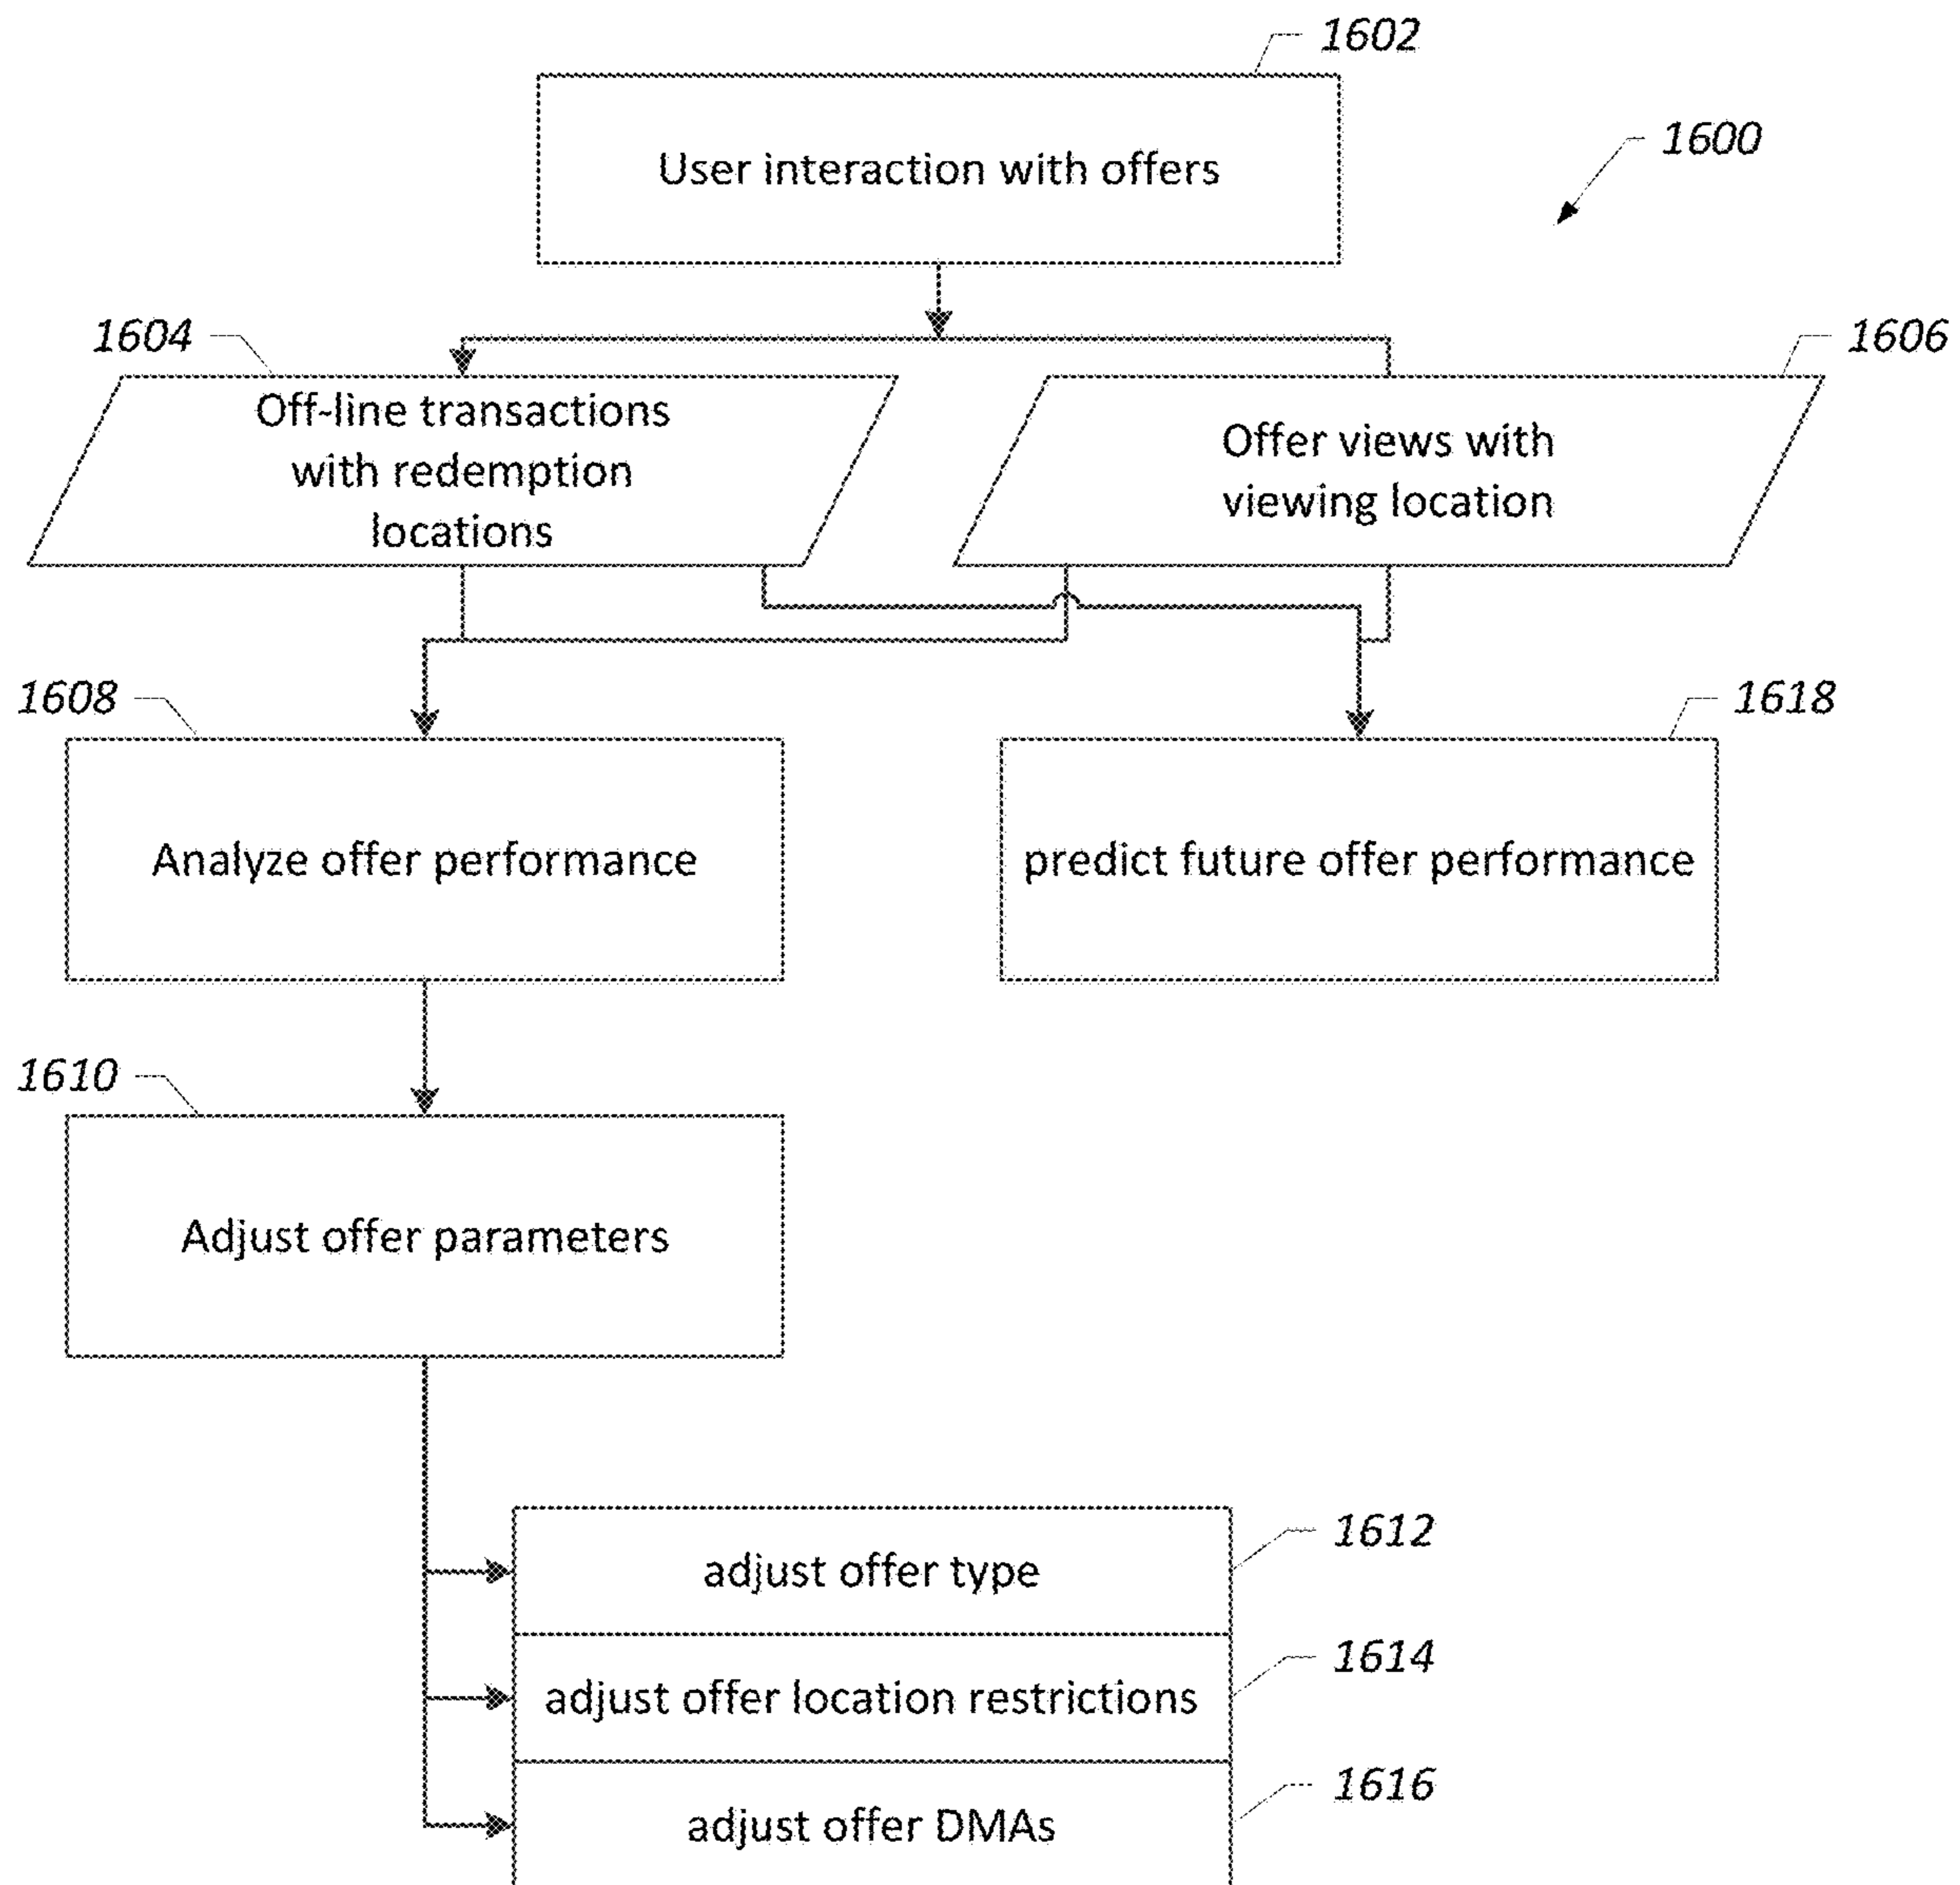 1602
User interaction with offers
1600
1604
Off-line transactions
with redemption
locations
1606
Offer views with
viewing location
1608
Analyze offer performance
1618
predict future offer performance
1610
Adjust offer parameters
1612
adjust offer type
1614
adjust offer location restrictions
1616
adjust offer DMAs